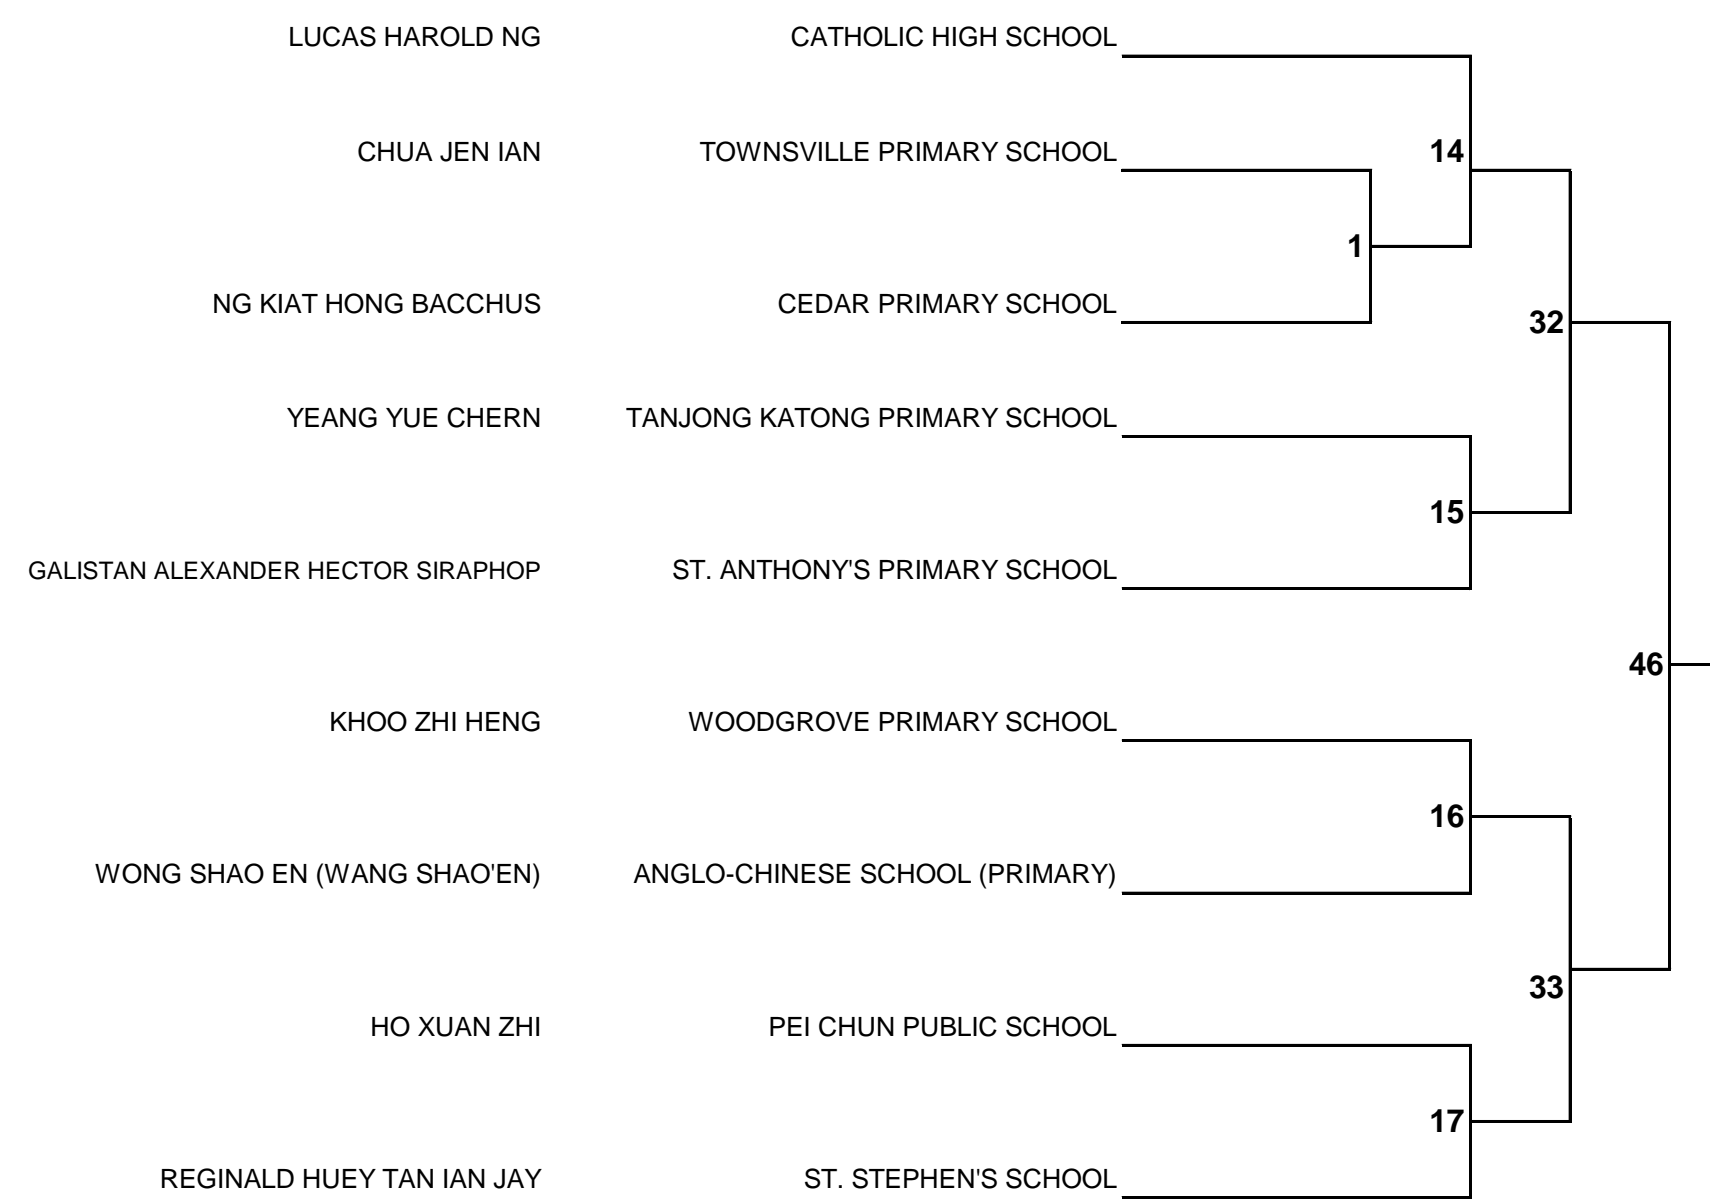 LUCAS HAROLD NG CATHOLIC HIGH SCHOOL
CHUA JEN IAN TOWNSVILLE PRIMARY SCHOOL 14
1
NG KIAT HONG BACCHUS CEDAR PRIMARY SCHOOL
32
YEANG YUE CHERN TANJONG KATONG PRIMARY SCHOOL
15
GALISTAN ALEXANDER HECTOR SIRAPHOP ST. ANTHONY'S PRIMARY SCHOOL
46
KHOO ZHI HENG WOODGROVE PRIMARY SCHOOL
16
WONG SHAO EN (WANG SHAO'EN) ANGLO-CHINESE SCHOOL (PRIMARY)
33
HO XUAN ZHI PEI CHUN PUBLIC SCHOOL
17
REGINALD HUEY TAN IAN JAY ST. STEPHEN'S SCHOOL